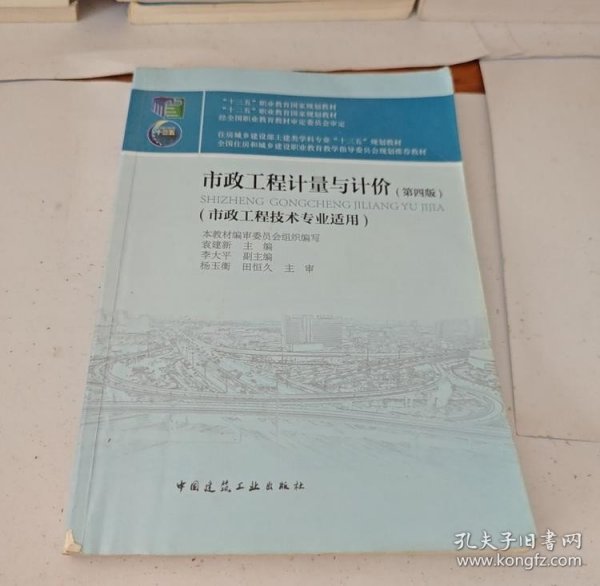 "十三五"职业教育国家规划教材
"十二五"职业教育国家规划教材
经全国职业教育教材审定委员会审定
住房城乡建设部土建类学科专业"十三五"规划教材
全国住房和城乡建设职业教育教学指导委员会规划推荐教材
十三五
市政工程计量与计价(第四版)
SHIZHENG GONGCHENG JILIANG YU JIJIA
(市政工程技术专业适用)
本教材编审委员会组织编写
袁建新 主 编
李大平 副主编
杨玉衡 田恒久 主 审
中国建筑工业出版社
孔夫子旧书网
www.kongfz.com